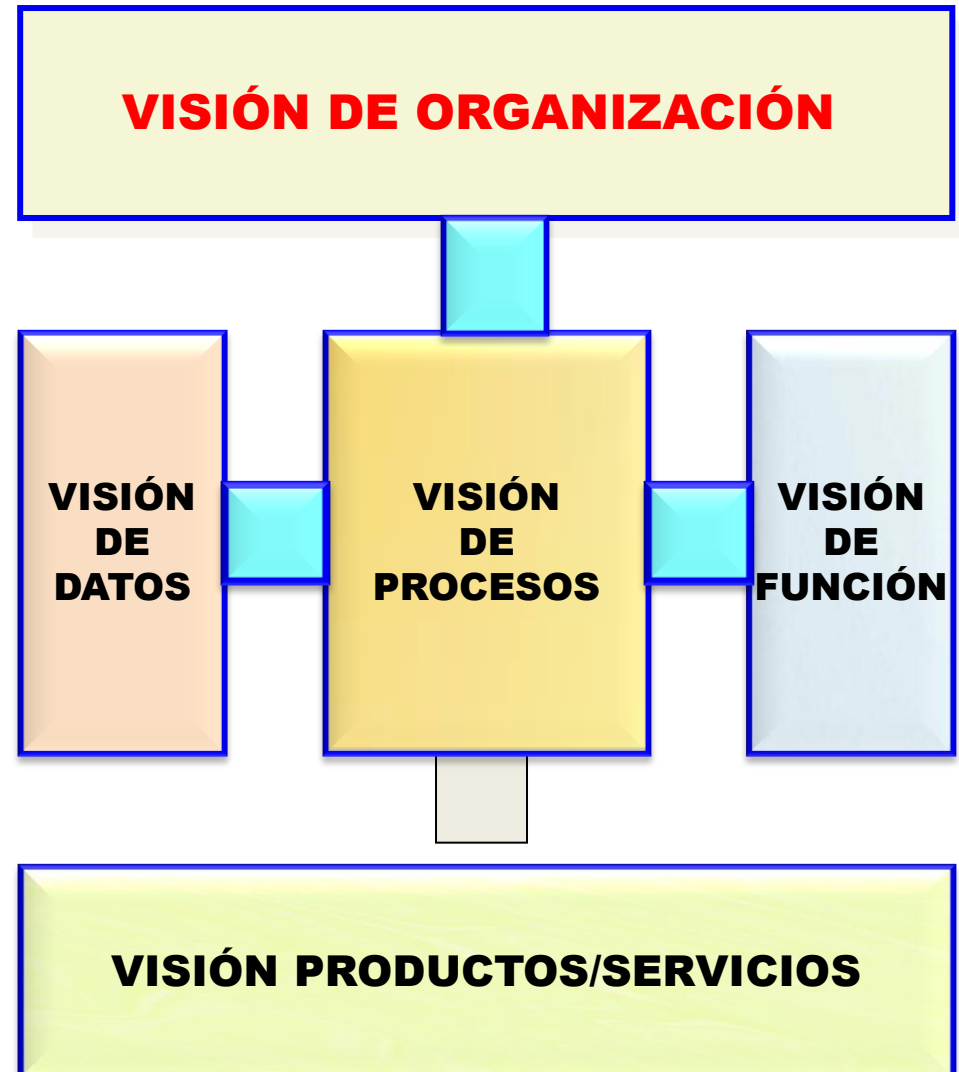 VISIÓN DE ORGANIZACIÓN
VISIÓN
DE
DATOS
VISIÓN
DE
PROCESOS
VISIÓN
DE
FUNCIÓN
VISIÓN PRODUCTOS/SERVICIOS